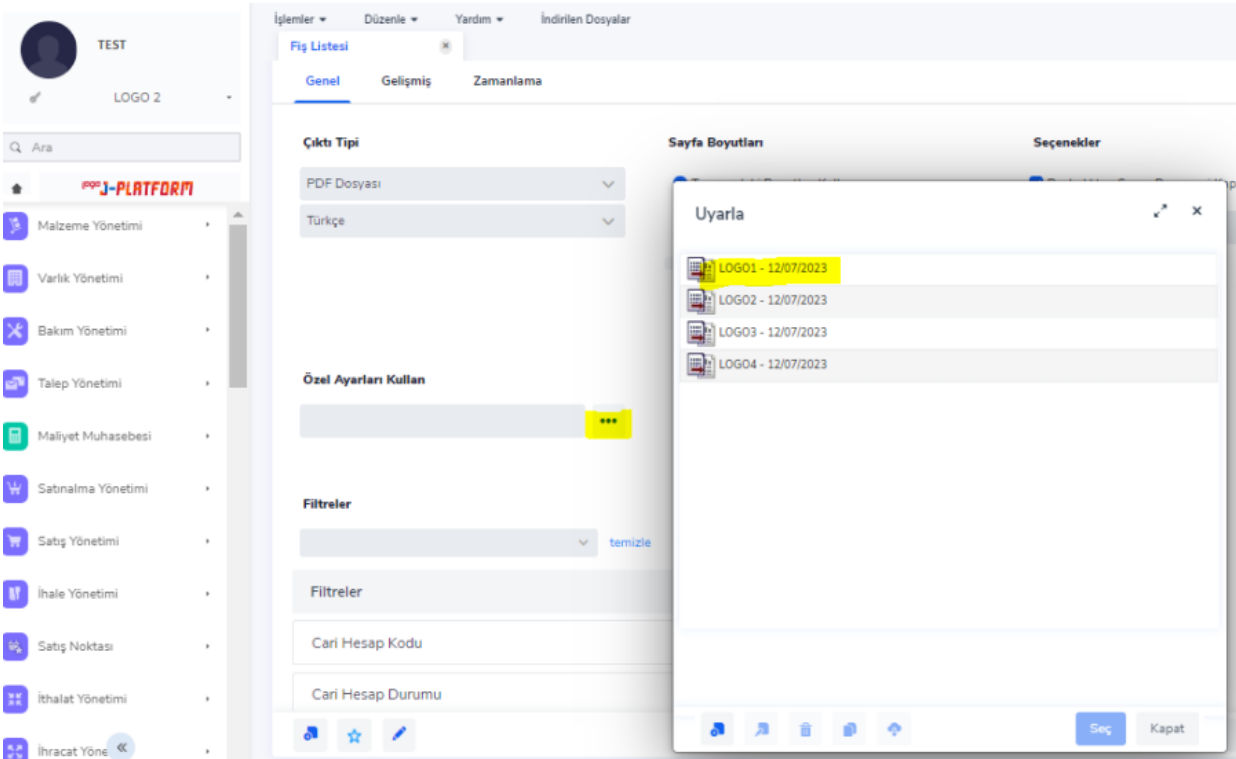 İşlemler Düzenle Yardım İndirilen Dosyalar
TEST
LOGO 2
Ara
logo J-PLATFORM
Malzeme Yönetimi
Varlık Yönetimi
Bakım Yönetimi
Talep Yönetimi
Maliyet Muhasebesi
Satınalma Yönetimi
Satış Yönetimi
İhale Yönetimi
Satış Noktası
İthalat Yönetimi
İhracat Yöne
Fiş Listesi
Genel Gelişmiş Zamanlama
Çıktı Tipi
PDF Dosyası
Türkçe
Sayfa Boyutları
Seçenekler
Özel Ayarları Kullan
Filtreler
temizle
Filtreler
Cari Hesap Kodu
Cari Hesap Durumu
Uyarla
LOGO1 - 12/07/2023
LOGO2 - 12/07/2023
LOGO3 - 12/07/2023
LOGO4 - 12/07/2023
Seç Kapat